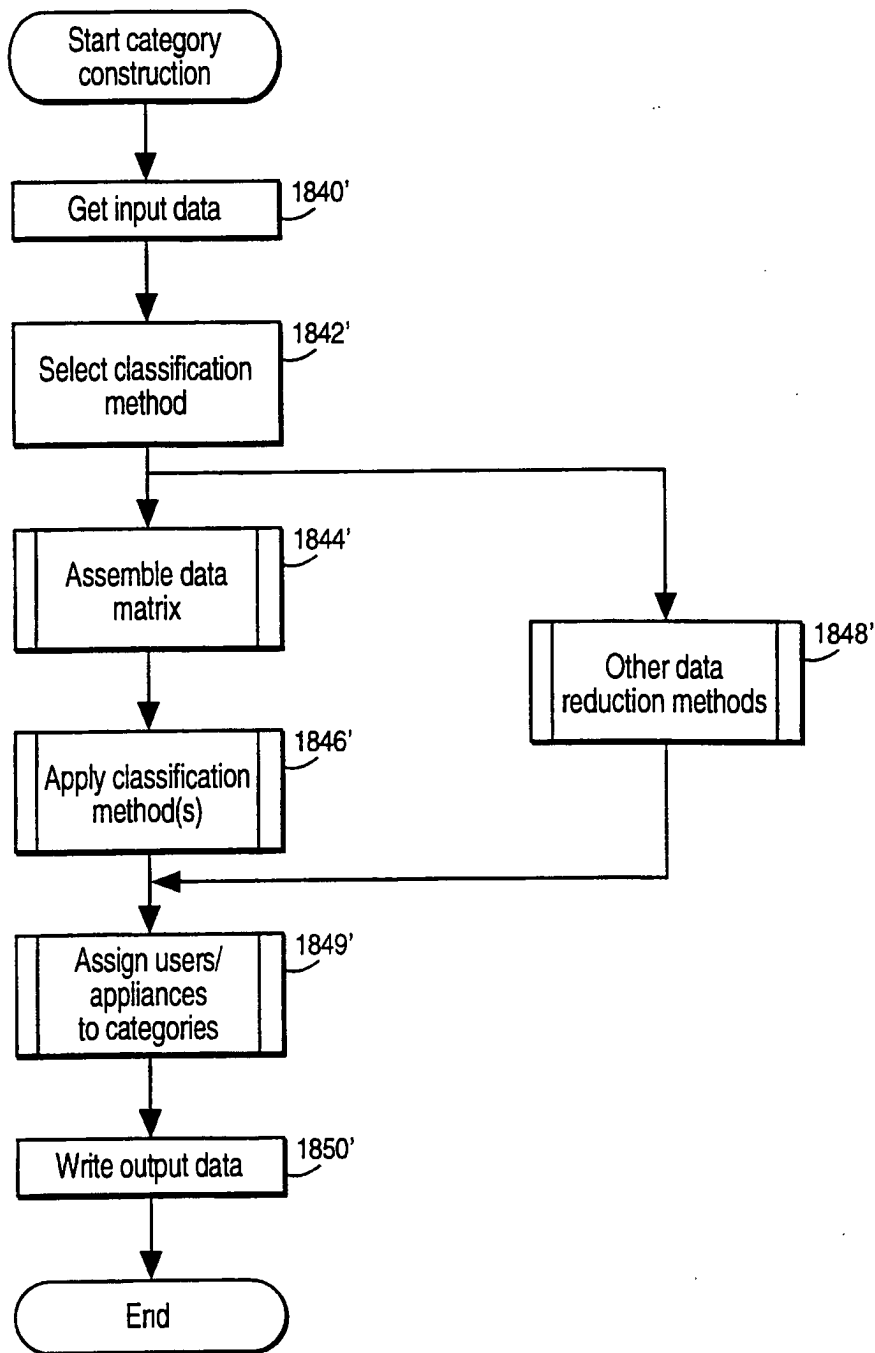 Start category
construction
1840'
Get input data
1842'
Select classification
method
1844'
Assemble data
matrix
1848'
Other data
reduction methods
1846'
Apply classification
method(s)
1849'
Assign users/
appliances
to categories
1850'
Write output data
End